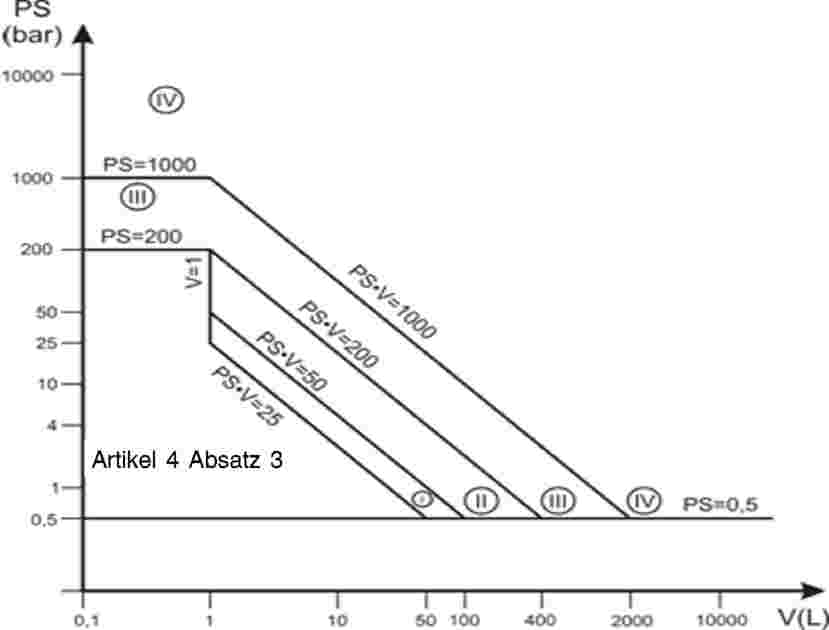 PS
(bar)
10000
IV
PS=1000
1000
III
PS=200
200
V=1
PS•V=1000
50
PS•V=200
25
PS•V=50
10
PS•V=25
4
Artikel 4 Absatz 3
1
II
III
IV
PS=0,5
0,5
0,1
1
10
50
100
400
2000
10000
V(L)